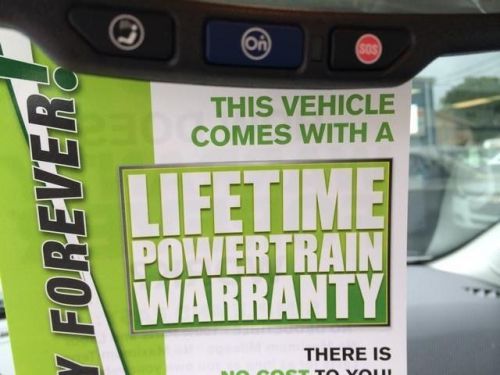 On
SOS
Y FOREVER!
THIS VEHICLE
COMES WITH A
LIFETIME
POWERTRAIN
WARRANTY
THERE IS
NO COST TO YOU!